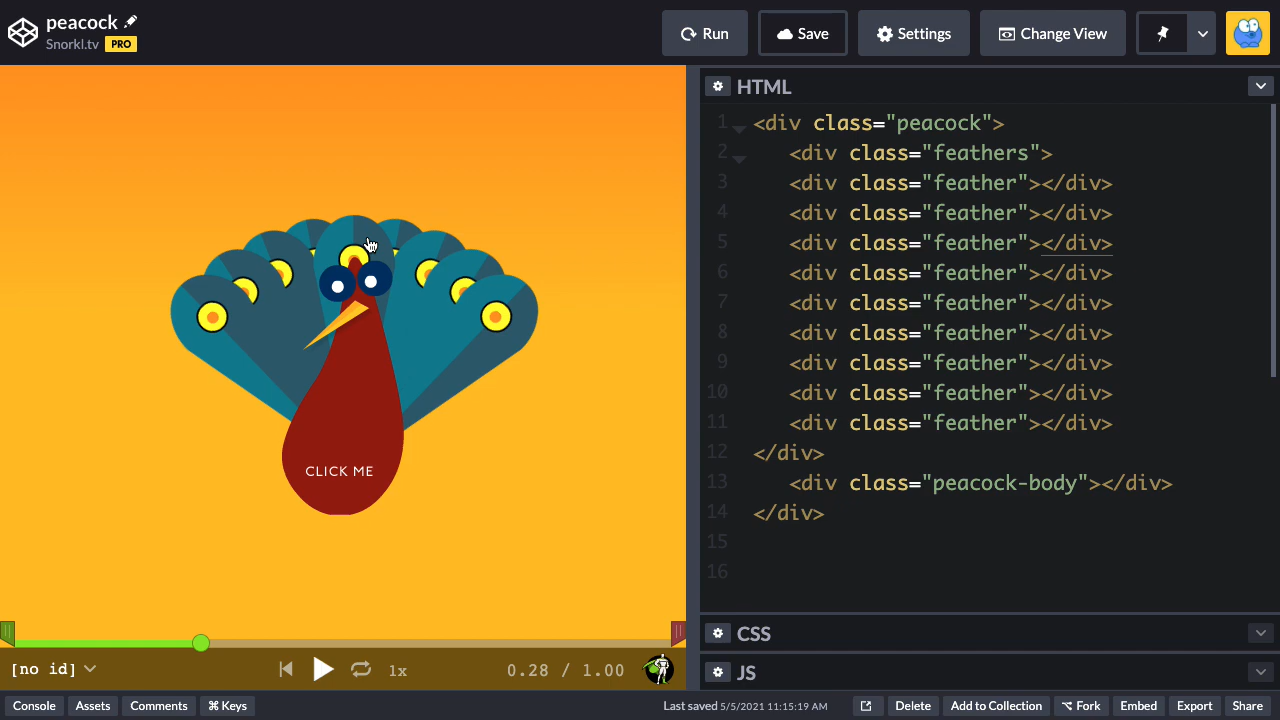 peacock
Snorkl.tv PRO
Run
Save
Settings
Change View
HTML
1 <div class="peacock">
2 <div class="feathers">
3 <div class="feather"></div>
4 <div class="feather"></div>
5 <div class="feather"></div>
6 <div class="feather"></div>
7 <div class="feather"></div>
8 <div class="feather"></div>
9 <div class="feather"></div>
10 <div class="feather"></div>
11 <div class="feather"></div>
12 </div>
13 <div class="peacock-body"></div>
14 </div>
15
16
CLICK ME
CSS
JS
[no id]
1x
0.28 / 1.00
Console
Assets
Comments
⌘ Keys
Last saved 5/5/2021 11:15:19 AM
Delete
Add to Collection
⌥ Fork
Embed
Export
Share